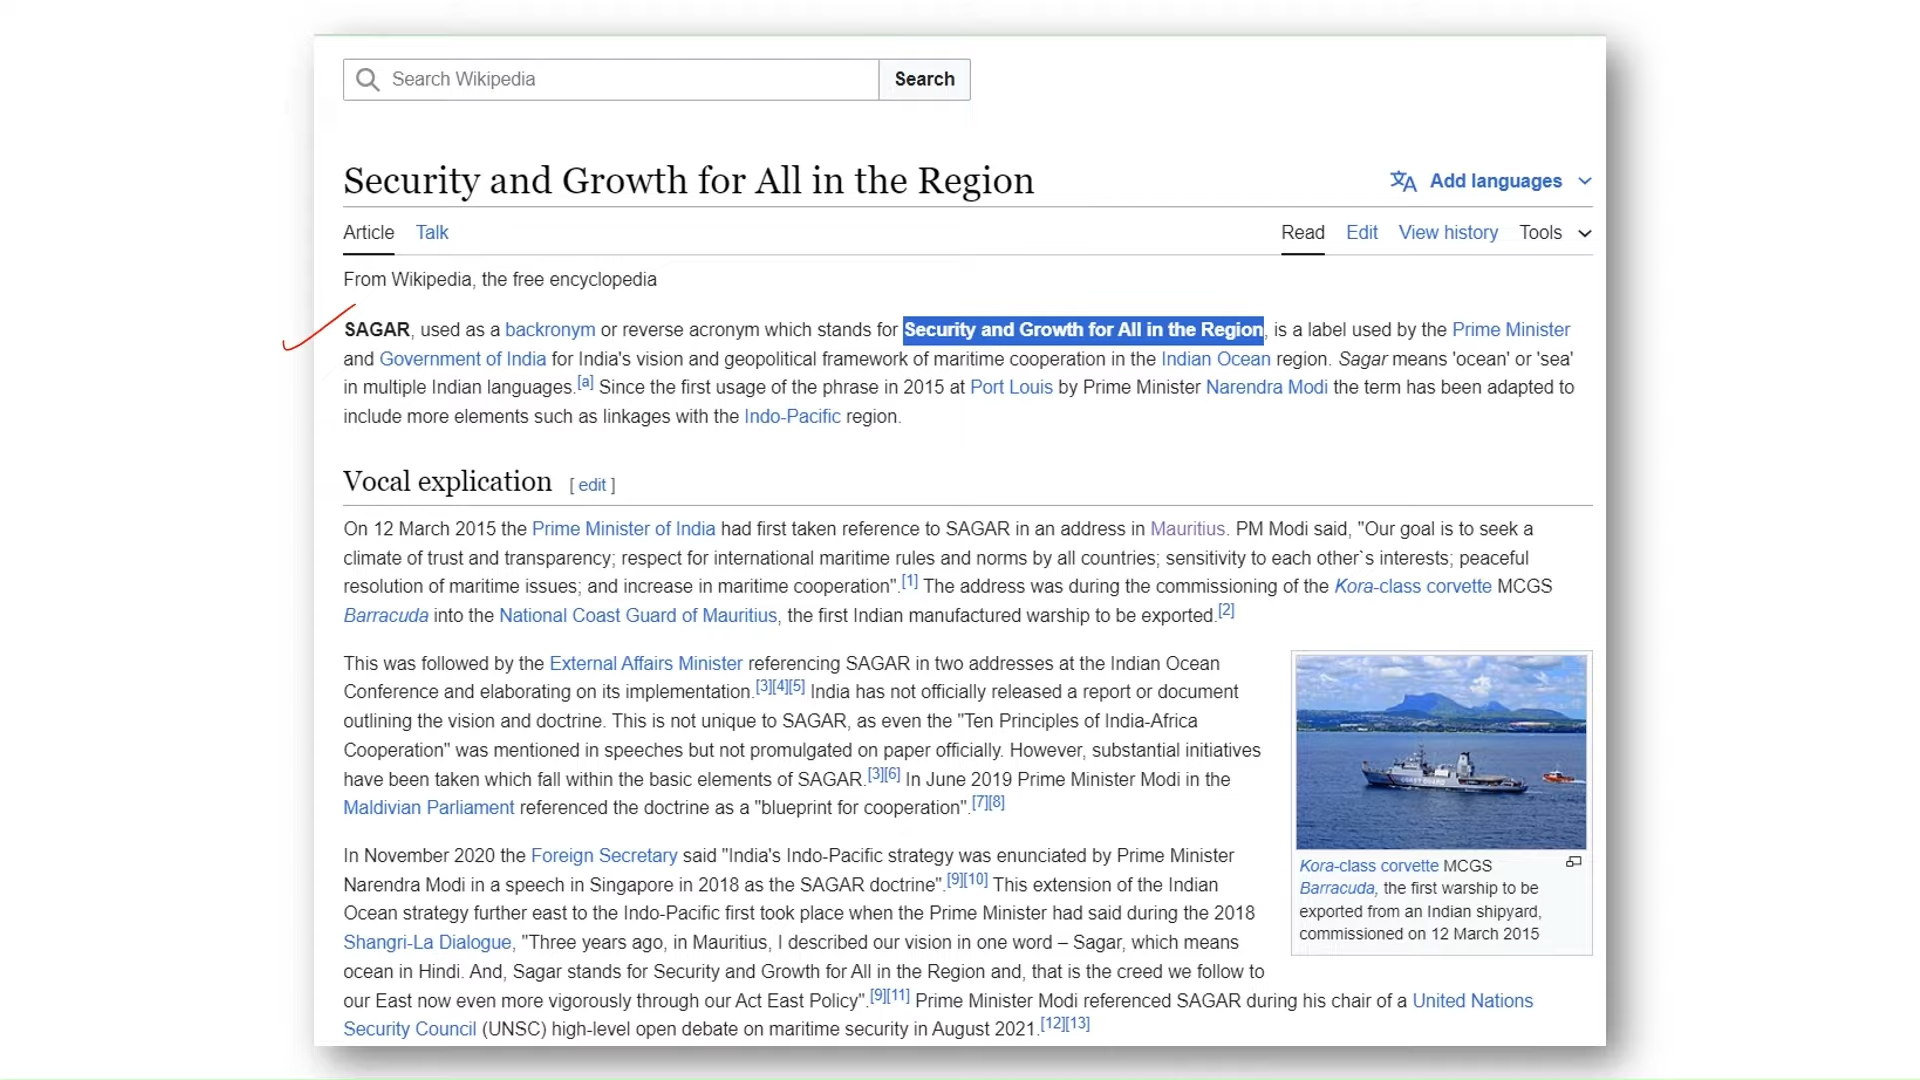 Search Wikipedia
Search
Security and Growth for All in the Region
Add languages
Article Talk
Read Edit View history Tools
From Wikipedia, the free encyclopedia
SAGAR, used as a backronym or reverse acronym which stands for Security and Growth for All in the Region, is a label used by the Prime Minister
and Government of India for India's vision and geopolitical framework of maritime cooperation in the Indian Ocean region. Sagar means 'ocean' or 'sea'
in multiple Indian languages.[a] Since the first usage of the phrase in 2015 at Port Louis by Prime Minister Narendra Modi the term has been adapted to
include more elements such as linkages with the Indo-Pacific region.
Vocal explication [ edit ]
On 12 March 2015 the Prime Minister of India had first taken reference to SAGAR in an address in Mauritius. PM Modi said, "Our goal is to seek a
climate of trust and transparency; respect for international maritime rules and norms by all countries; sensitivity to each other`s interests; peaceful
resolution of maritime issues; and increase in maritime cooperation".[1] The address was during the commissioning of the Kora-class corvette MCGS
Barracuda into the National Coast Guard of Mauritius, the first Indian manufactured warship to be exported.[2]
This was followed by the External Affairs Minister referencing SAGAR in two addresses at the Indian Ocean
Conference and elaborating on its implementation.[3][4][5] India has not officially released a report or document
outlining the vision and doctrine. This is not unique to SAGAR, as even the "Ten Principles of India-Africa
Cooperation" was mentioned in speeches but not promulgated on paper officially. However, substantial initiatives
have been taken which fall within the basic elements of SAGAR.[3][6] In June 2019 Prime Minister Modi in the
Maldivian Parliament referenced the doctrine as a "blueprint for cooperation".[7][8]
In November 2020 the Foreign Secretary said "India's Indo-Pacific strategy was enunciated by Prime Minister
Narendra Modi in a speech in Singapore in 2018 as the SAGAR doctrine".[9][10] This extension of the Indian
Ocean strategy further east to the Indo-Pacific first took place when the Prime Minister had said during the 2018
Shangri-La Dialogue, "Three years ago, in Mauritius, I described our vision in one word – Sagar, which means
ocean in Hindi. And, Sagar stands for Security and Growth for All in the Region and, that is the creed we follow to
our East now even more vigorously through our Act East Policy".[9][11] Prime Minister Modi referenced SAGAR during his chair of a United Nations
Security Council (UNSC) high-level open debate on maritime security in August 2021.[12][13]
COAST GUARD
Kora-class corvette MCGS
Barracuda, the first warship to be
exported from an Indian shipyard,
commissioned on 12 March 2015